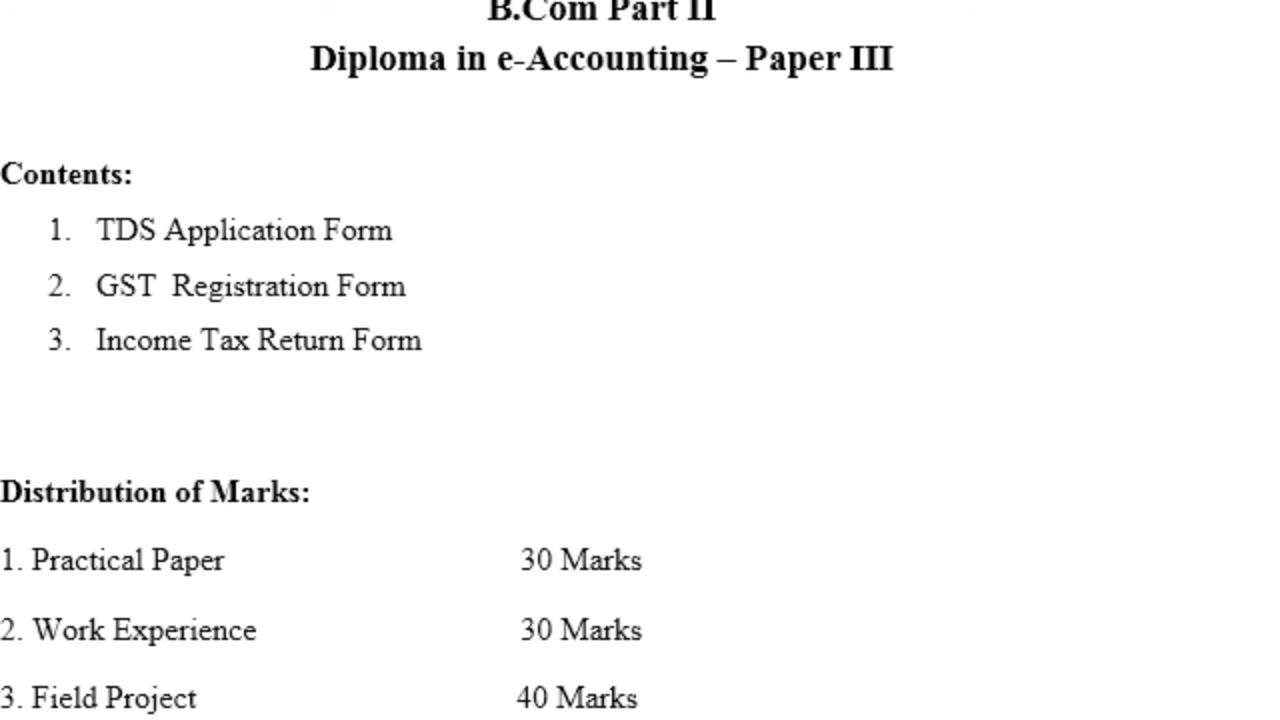 B.Com Part II
Diploma in e-Accounting – Paper III
Contents:
1. TDS Application Form
2. GST Registration Form
3. Income Tax Return Form
Distribution of Marks:
1. Practical Paper 30 Marks
2. Work Experience 30 Marks
3. Field Project 40 Marks